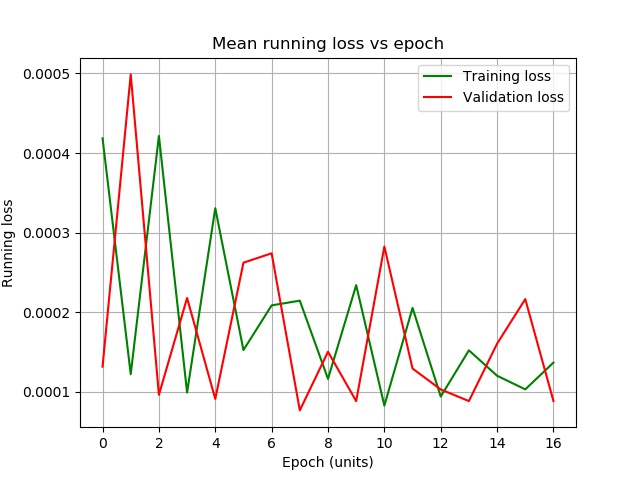 Mean running loss vs epoch
Training loss
Validation loss
0.0005
0.0004
0.0003
0.0002
0.0001
Running loss
0 2 4 6 8 10 12 14 16
Epoch (units)